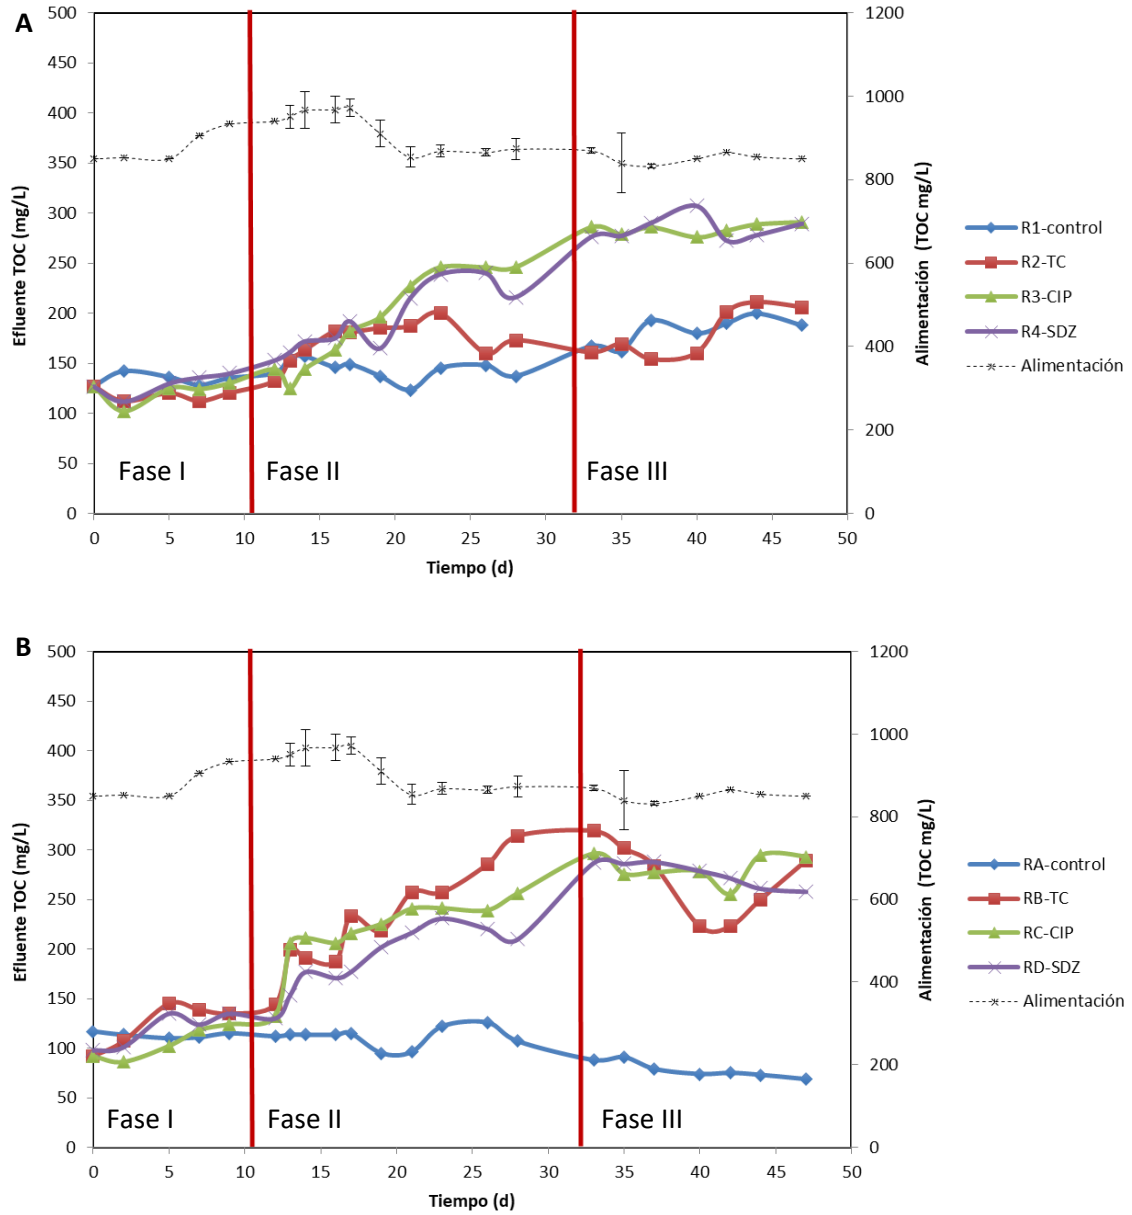 A
500
450
400
350
300
250
200
150
100
50
0
Efluente TOC (mg/L)
1200
1000
800
600
400
200
0
Alimentación (TOC mg/L)
Fase I
Fase II
Fase III
0 5 10 15 20 25 30 35 40 45 50
Tiempo (d)
R1-control
R2-TC
R3-CIP
R4-SDZ
Alimentación
B
500
450
400
350
300
250
200
150
100
50
0
Efluente TOC (mg/L)
1200
1000
800
600
400
200
0
Alimentación (TOC mg/L)
Fase I
Fase II
Fase III
0 5 10 15 20 25 30 35 40 45 50
Tiempo (d)
RA-control
RB-TC
RC-CIP
RD-SDZ
Alimentación